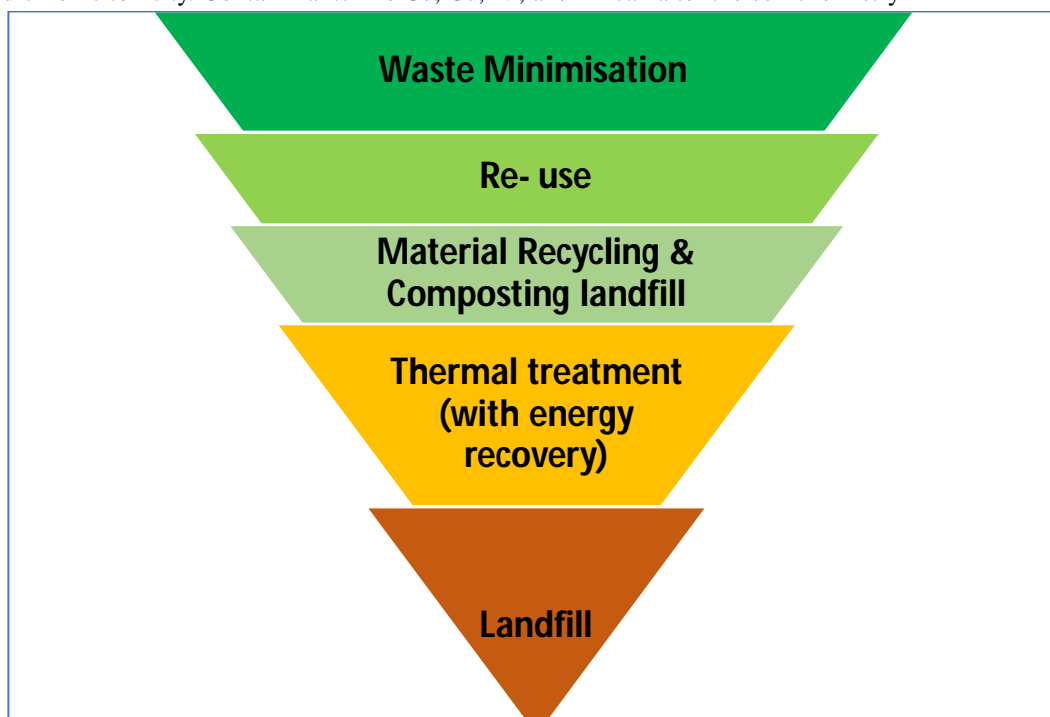 Waste Minimisation
Re- use
Material Recycling &
Composting landfill
Thermal treatment
(with energy
recovery)
Landfill